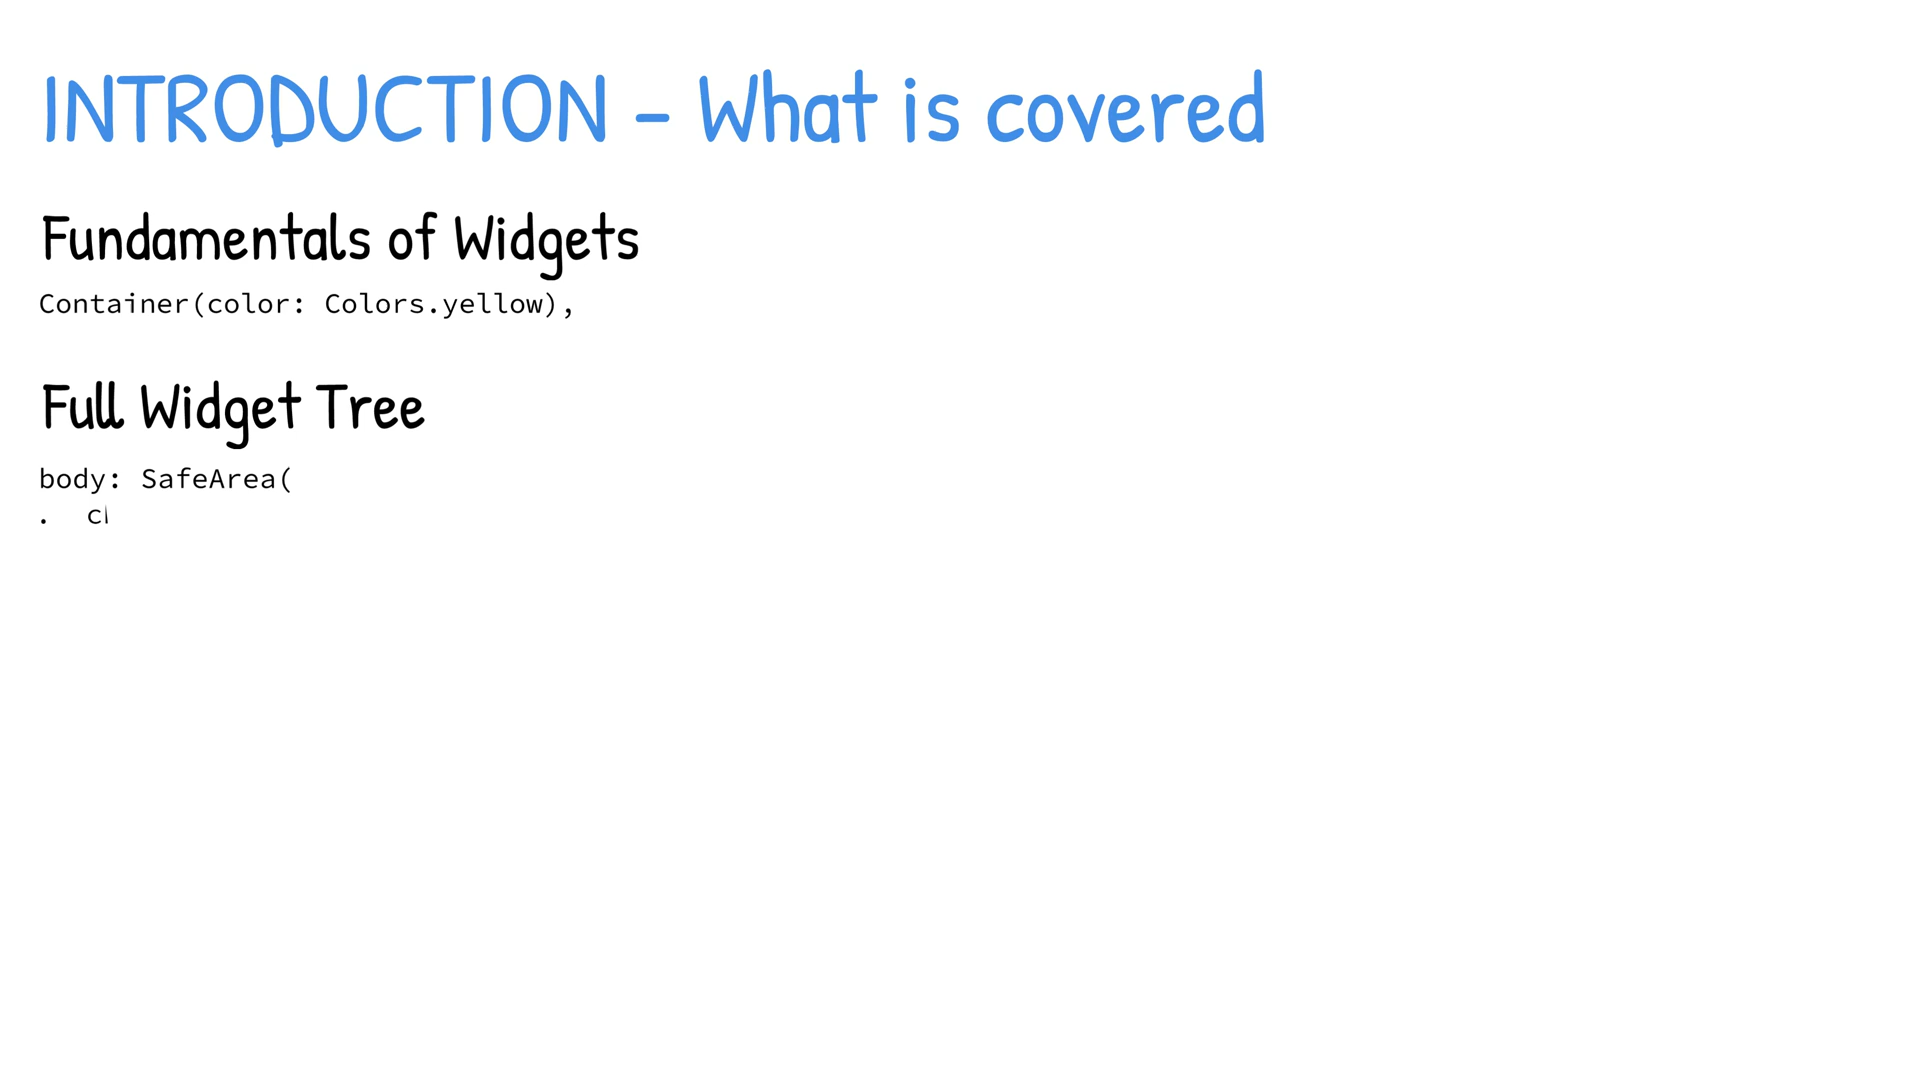 INTRODUCTION - What is covered
Fundamentals of Widgets
Container(color: Colors.yellow),
Full Widget Tree
body: SafeArea(
.  c